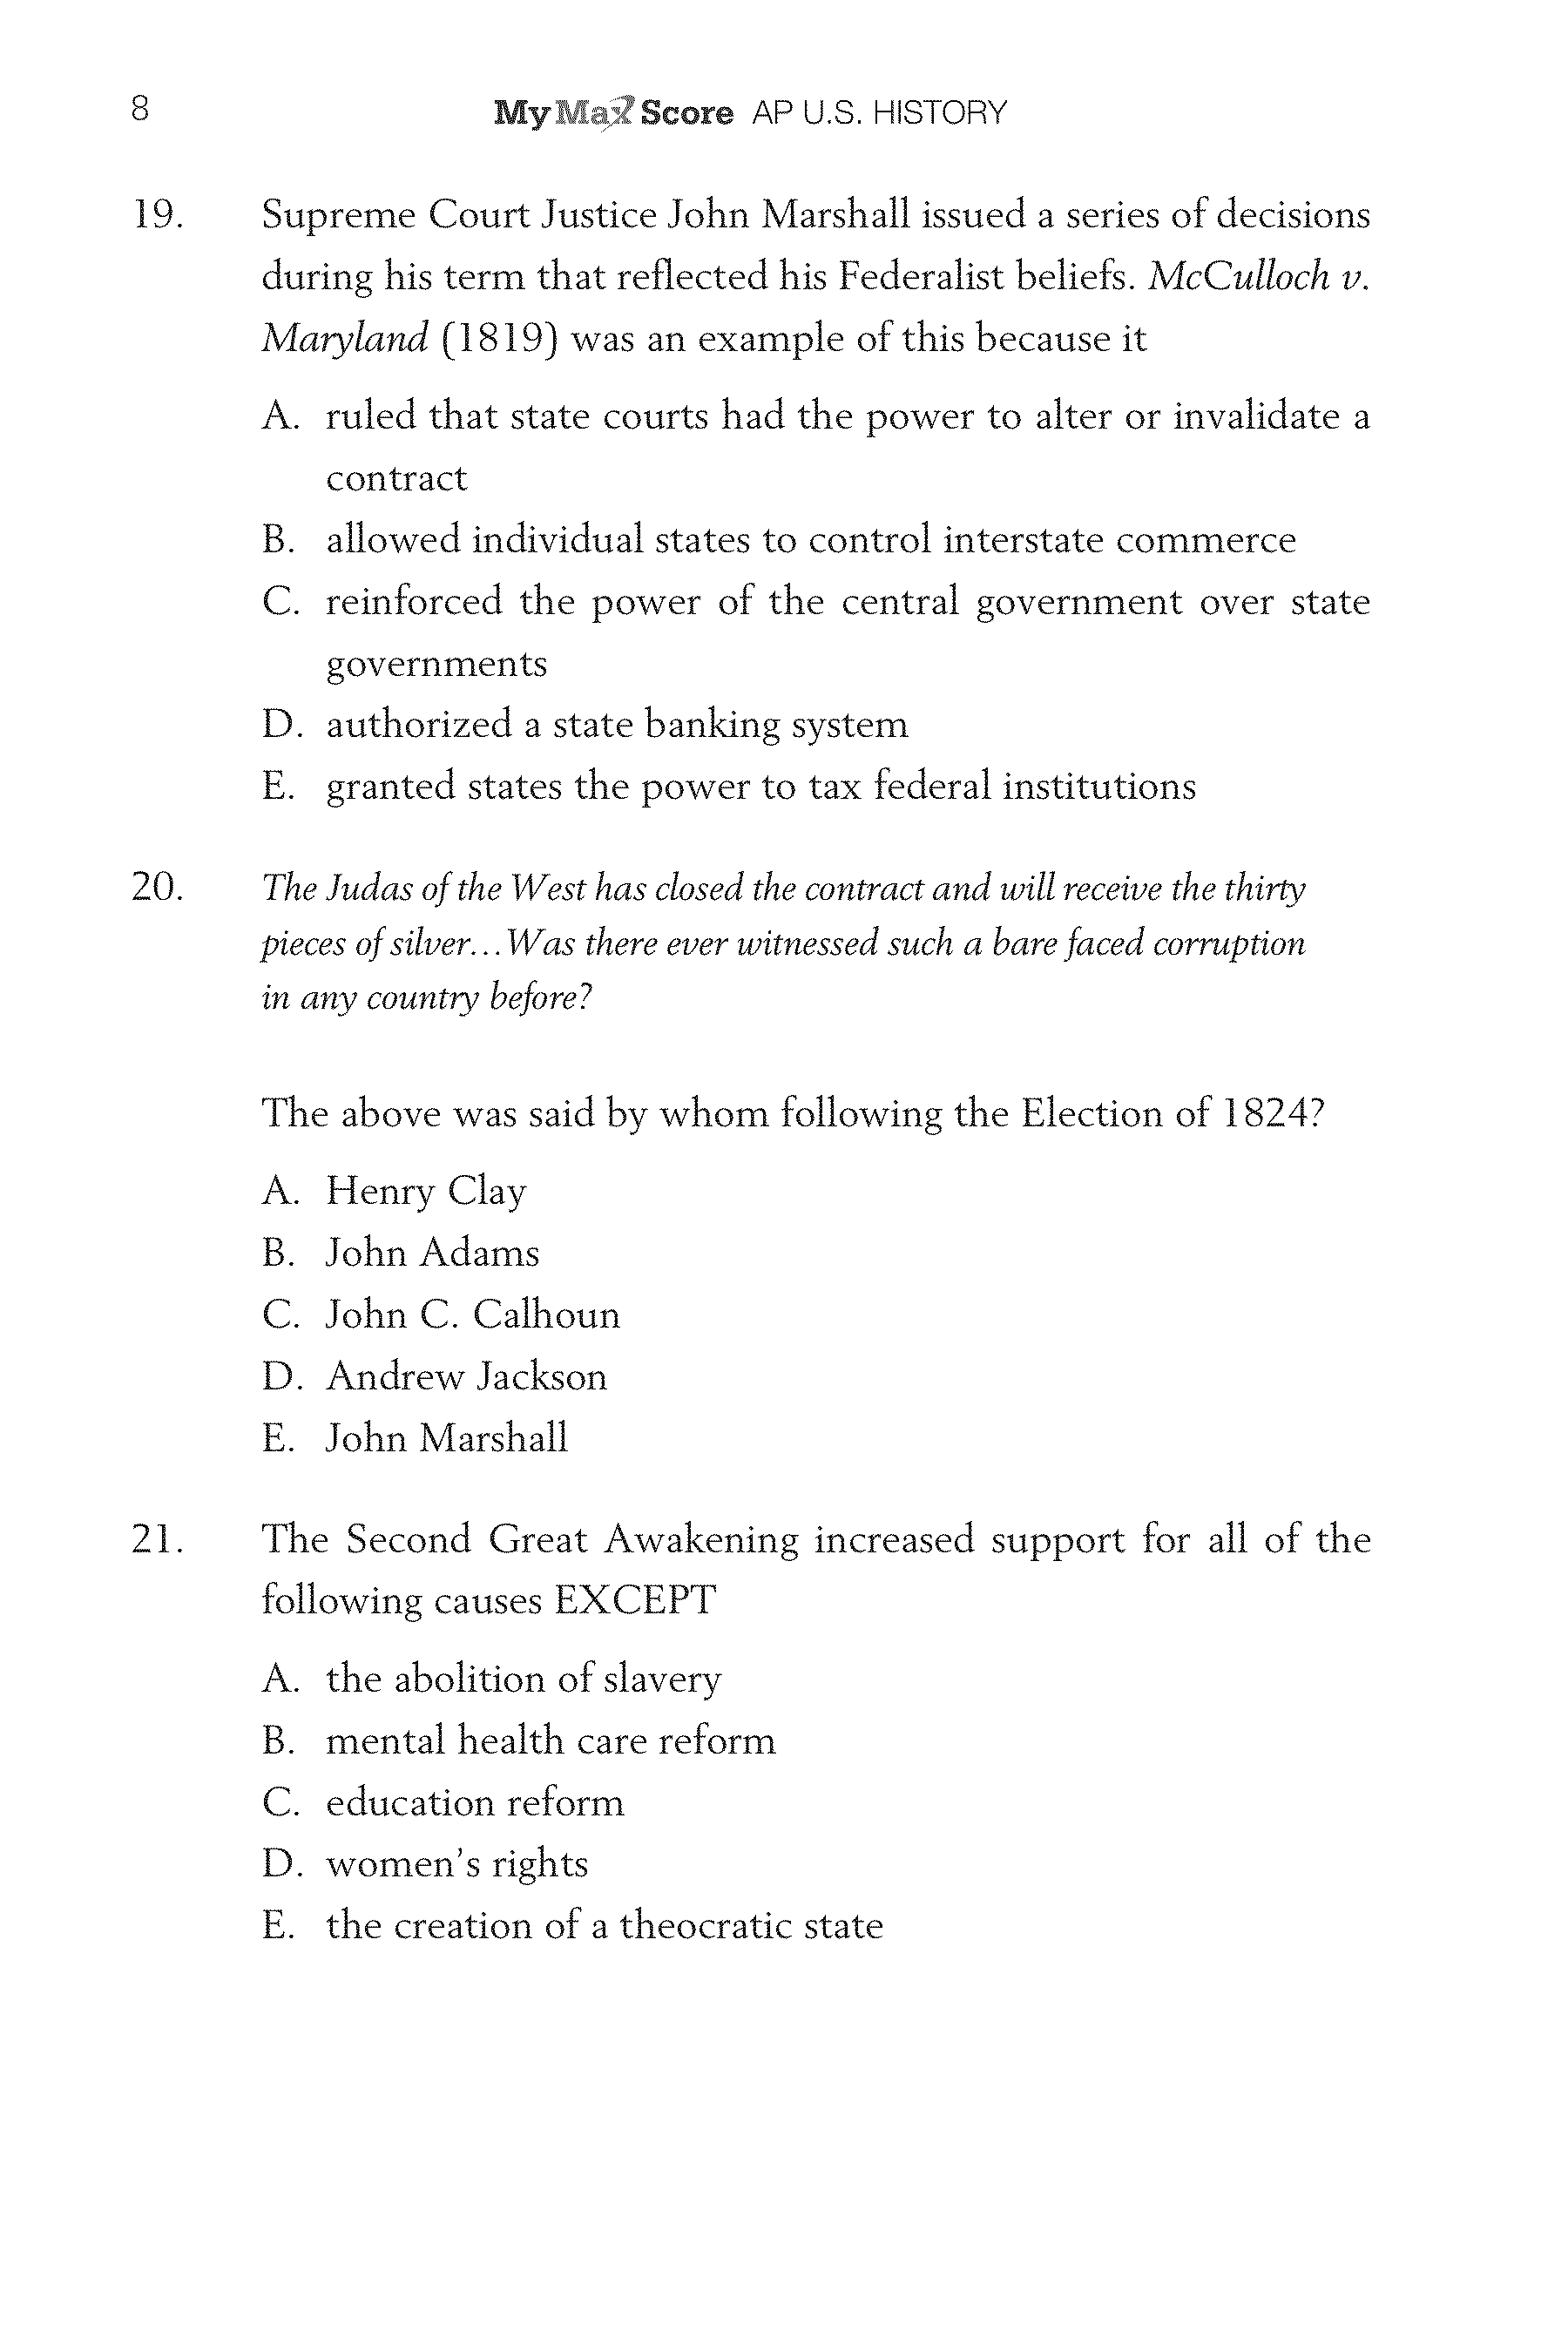 8
My Max Score AP U.S. HISTORY
19. Supreme Court Justice John Marshall issued a series of decisions
during his term that reflected his Federalist beliefs. McCulloch v.
Maryland (1819) was an example of this because it
A. ruled that state courts had the power to alter or invalidate a
contract
B. allowed individual states to control interstate commerce
C. reinforced the power of the central government over state
governments
D. authorized a state banking system
E. granted states the power to tax federal institutions
20. The Judas of the West has closed the contract and will receive the thirty
pieces of silver…Was there ever witnessed such a bare faced corruption
in any country before?
The above was said by whom following the Election of 1824?
A. Henry Clay
B. John Adams
C. John C. Calhoun
D. Andrew Jackson
E. John Marshall
21. The Second Great Awakening increased support for all of the
following causes EXCEPT
A. the abolition of slavery
B. mental health care reform
C. education reform
D. women's rights
E. the creation of a theocratic state